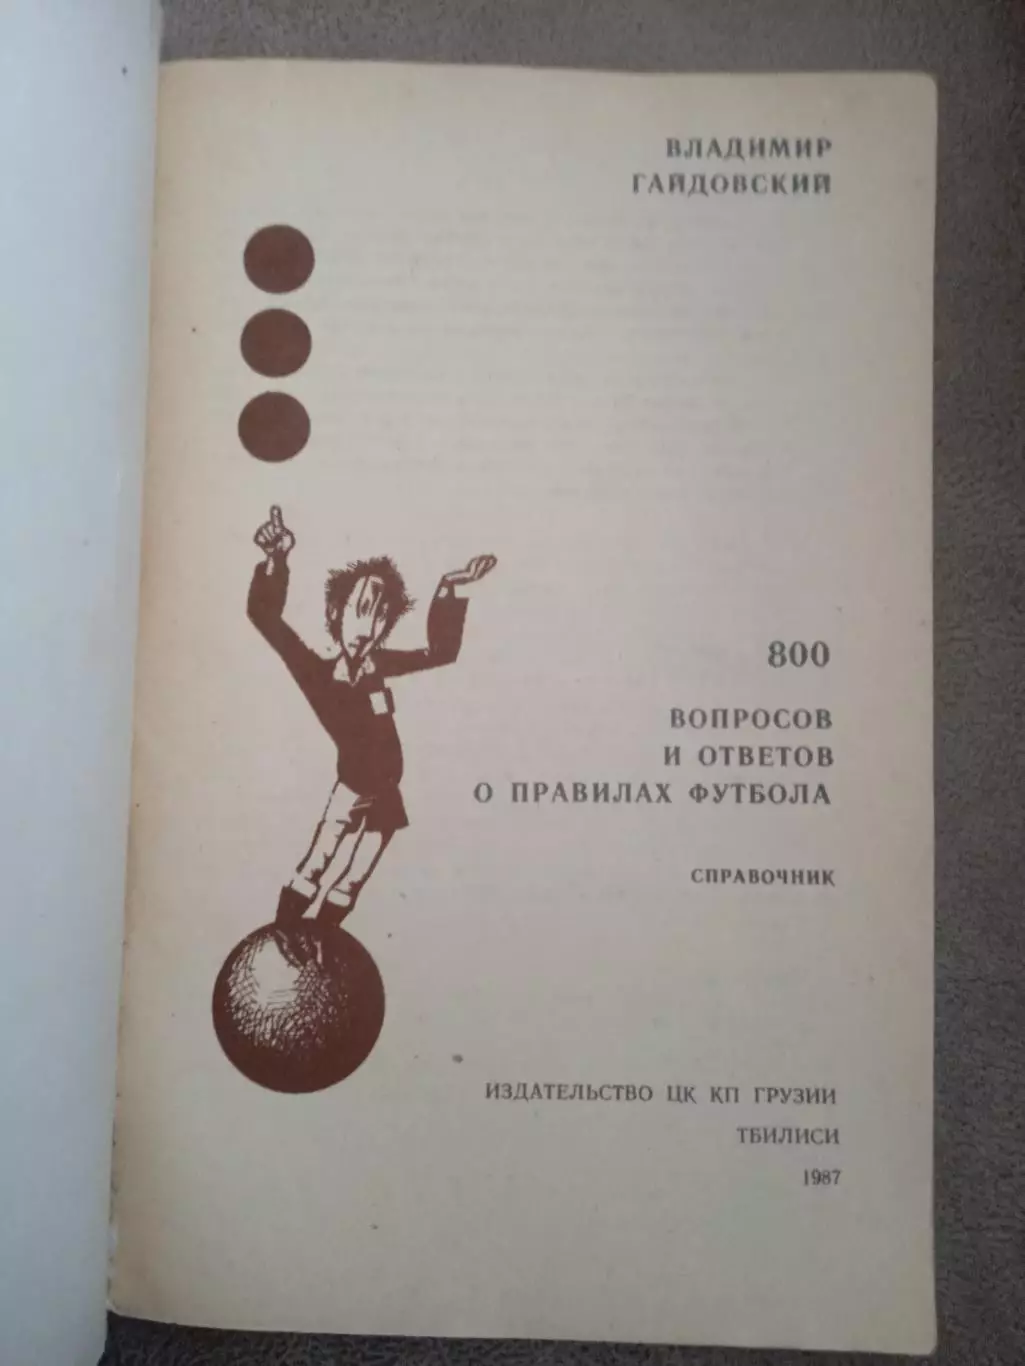 ВЛАДИМИР
ГАЙДОВСКИЙ
800
ВОПРОСОВ
И ОТВЕТОВ
О ПРАВИЛАХ ФУТБОЛА
СПРАВОЧНИК
ИЗДАТЕЛЬСТВО ЦК КП ГРУЗИИ
ТБИЛИСИ
1987